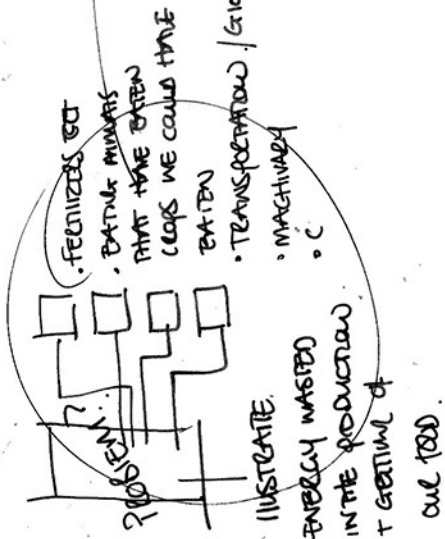 PROBLEM?..
• FERTILIZERS ECT
• EATING ANIMALS
THAT HAVE EATEN
CROPS WE COULD HAVE
EATEN
• TRANSPORTATION /
• MACHINARY
• C
ILLUSTRATE.
ENERGY WASTED
IN THE PRODUCTION
+ GETTING of
OUR FOOD.